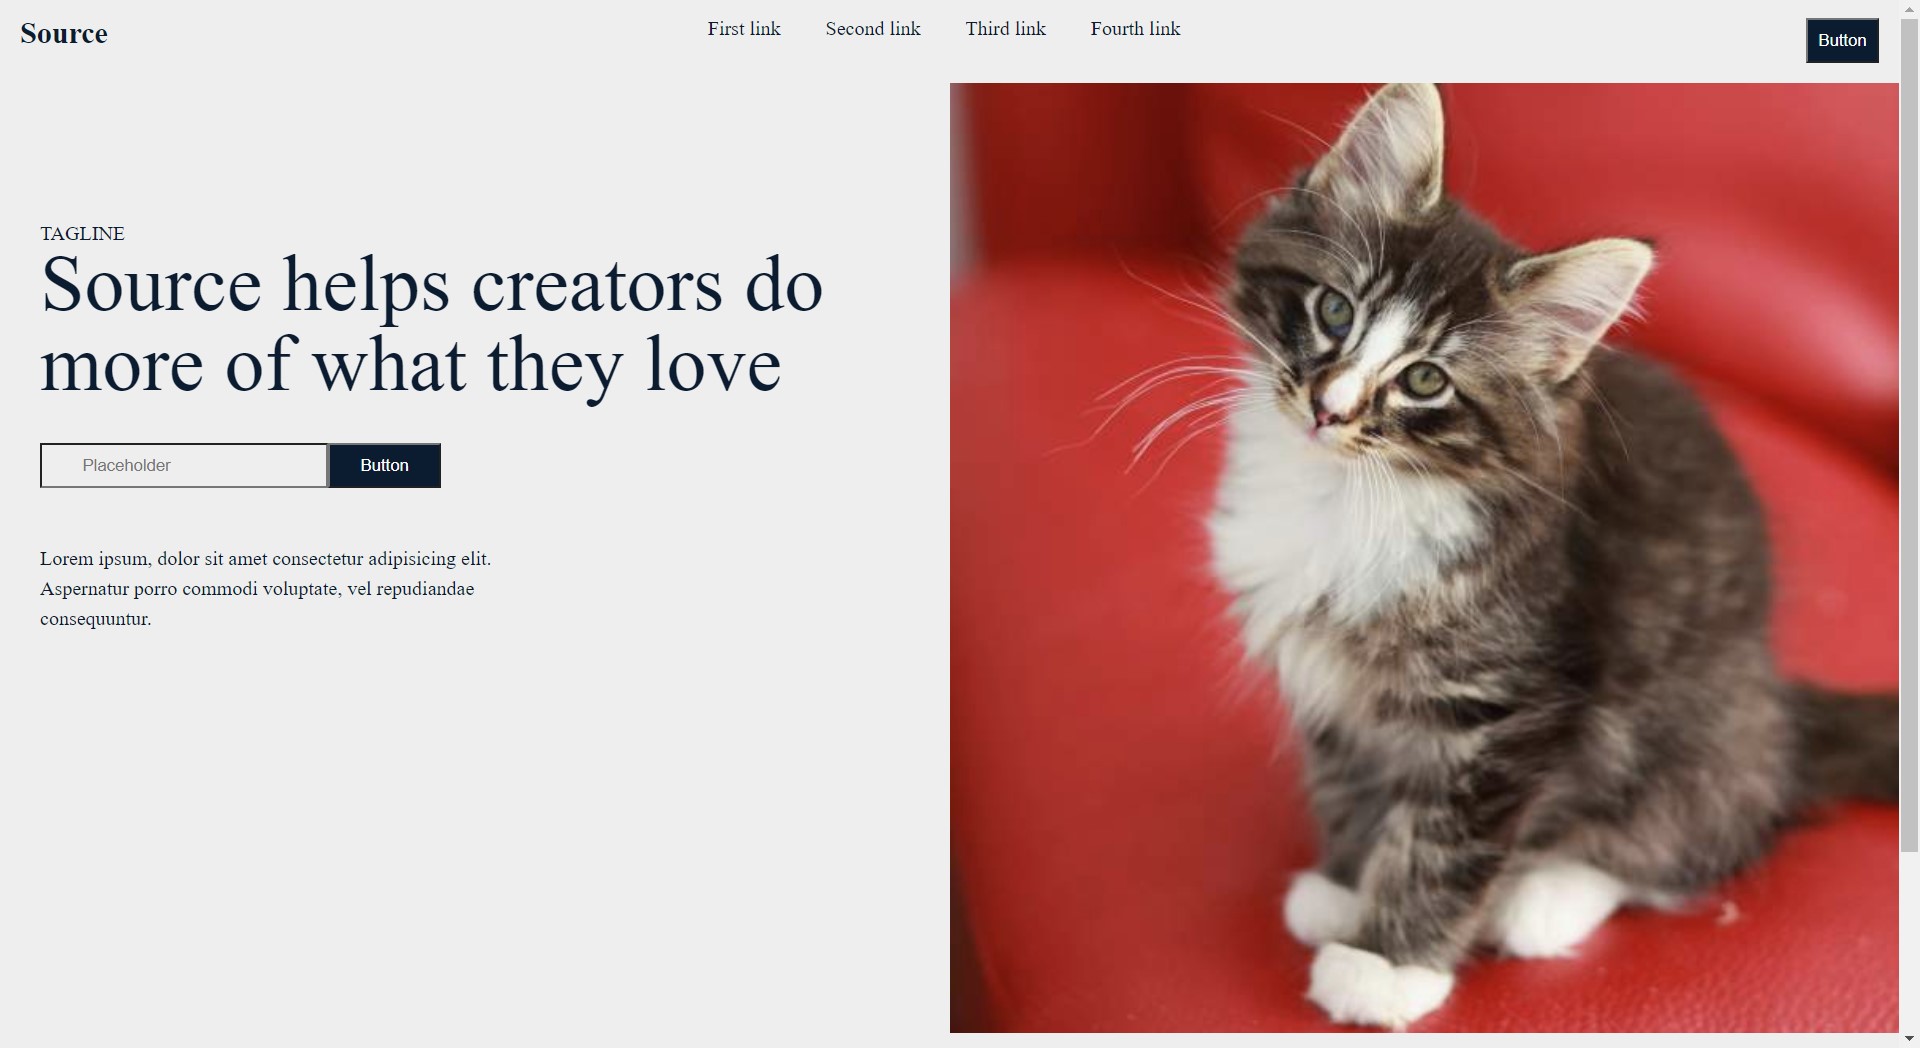 Source
First link
Second link
Third link
Fourth link
Button
TAGLINE
Source helps creators do
more of what they love
Placeholder
Button
Lorem ipsum, dolor sit amet consectetur adipisicing elit.
Aspernatur porro commodi voluptate, vel repudiandae
consequuntur.